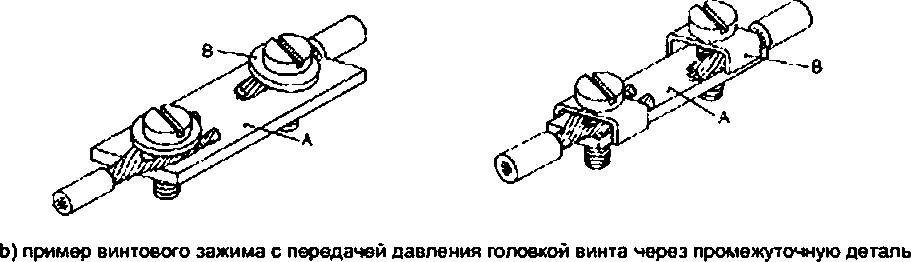 B
A
B
A
b) пример винтового зажима с передачей давления головкой винта через промежуточную деталь